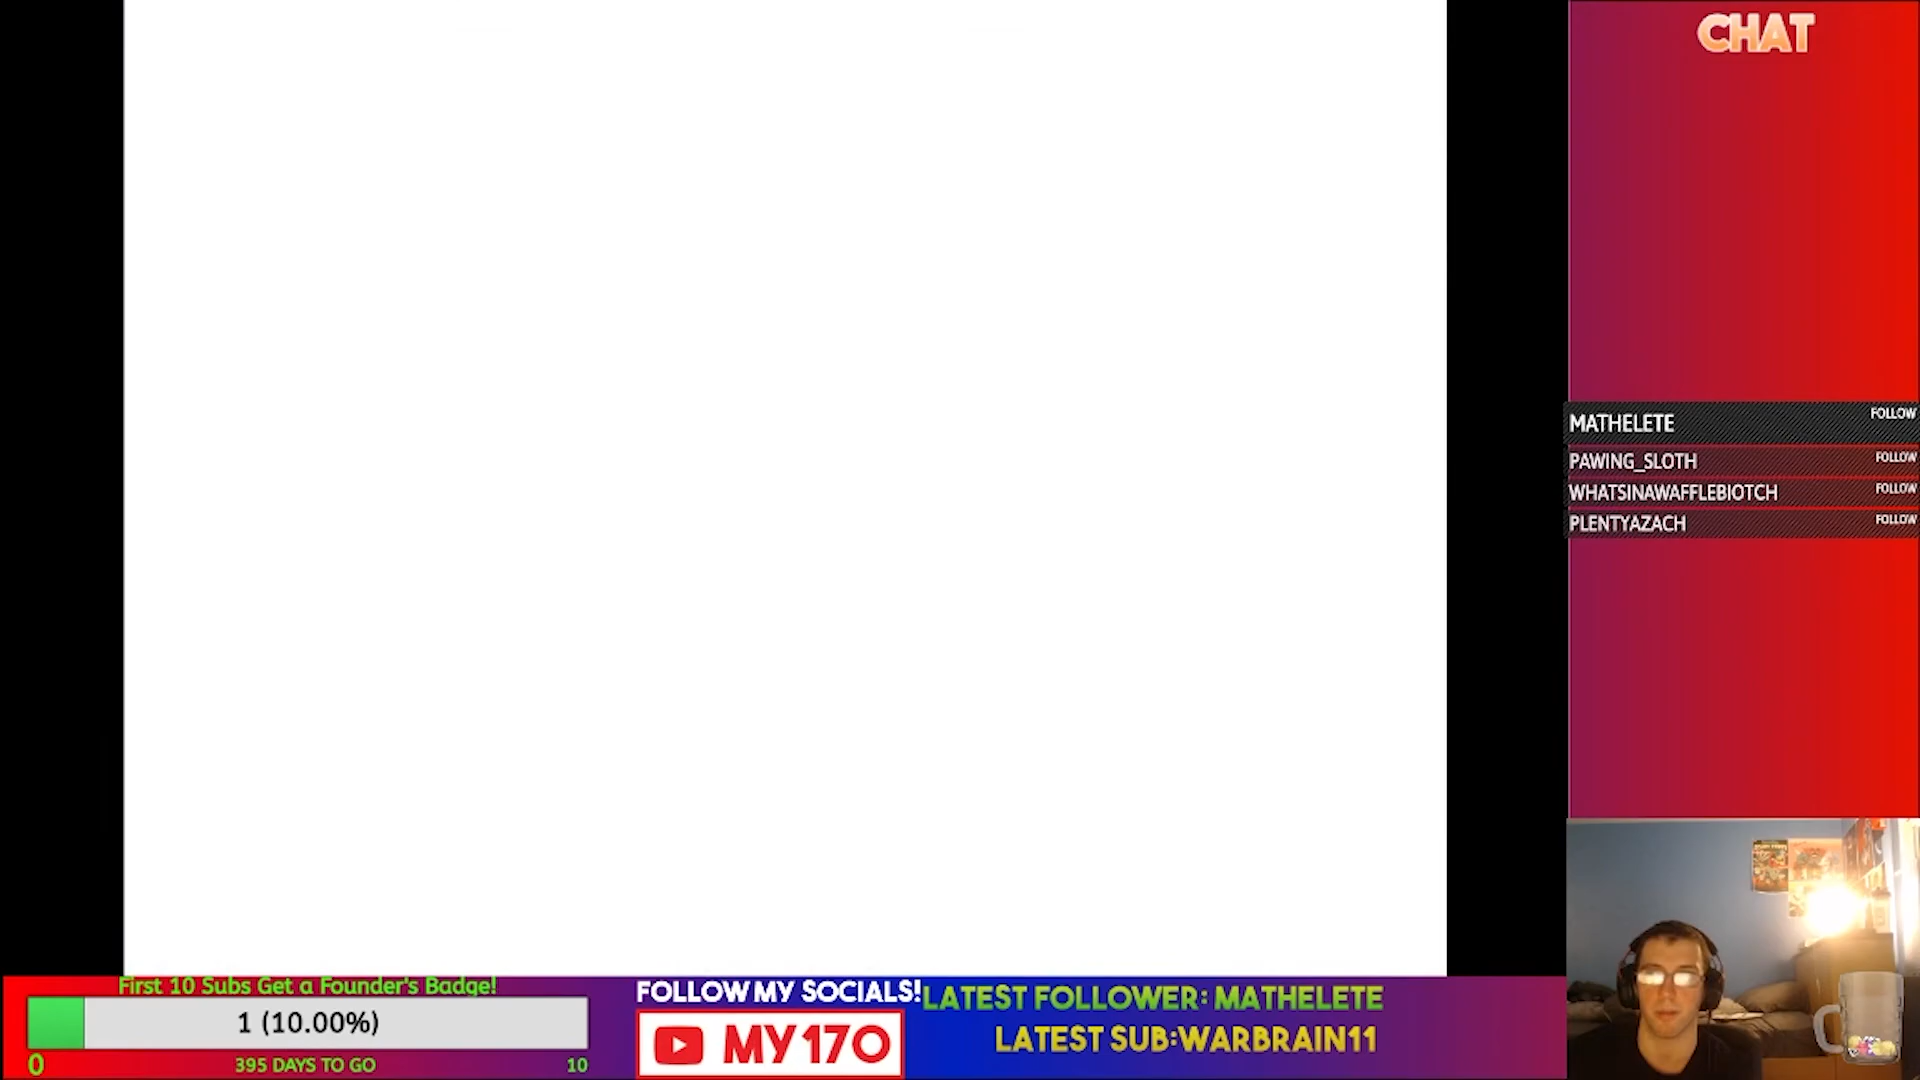 CHAT
MATHELETE FOLLOW
PAWING_SLOTH FOLLOW
WHATSINAWAFFLEBIOTCH FOLLOW
PLENTYAZACH FOLLOW
First 10 Subs Get a Founder's Badge!
1 (10.00%)
0 395 DAYS TO GO 10
FOLLOW MY SOCIALS!
MY170
LATEST FOLLOWER: MATHELETE
LATEST SUB:WARBRAIN11